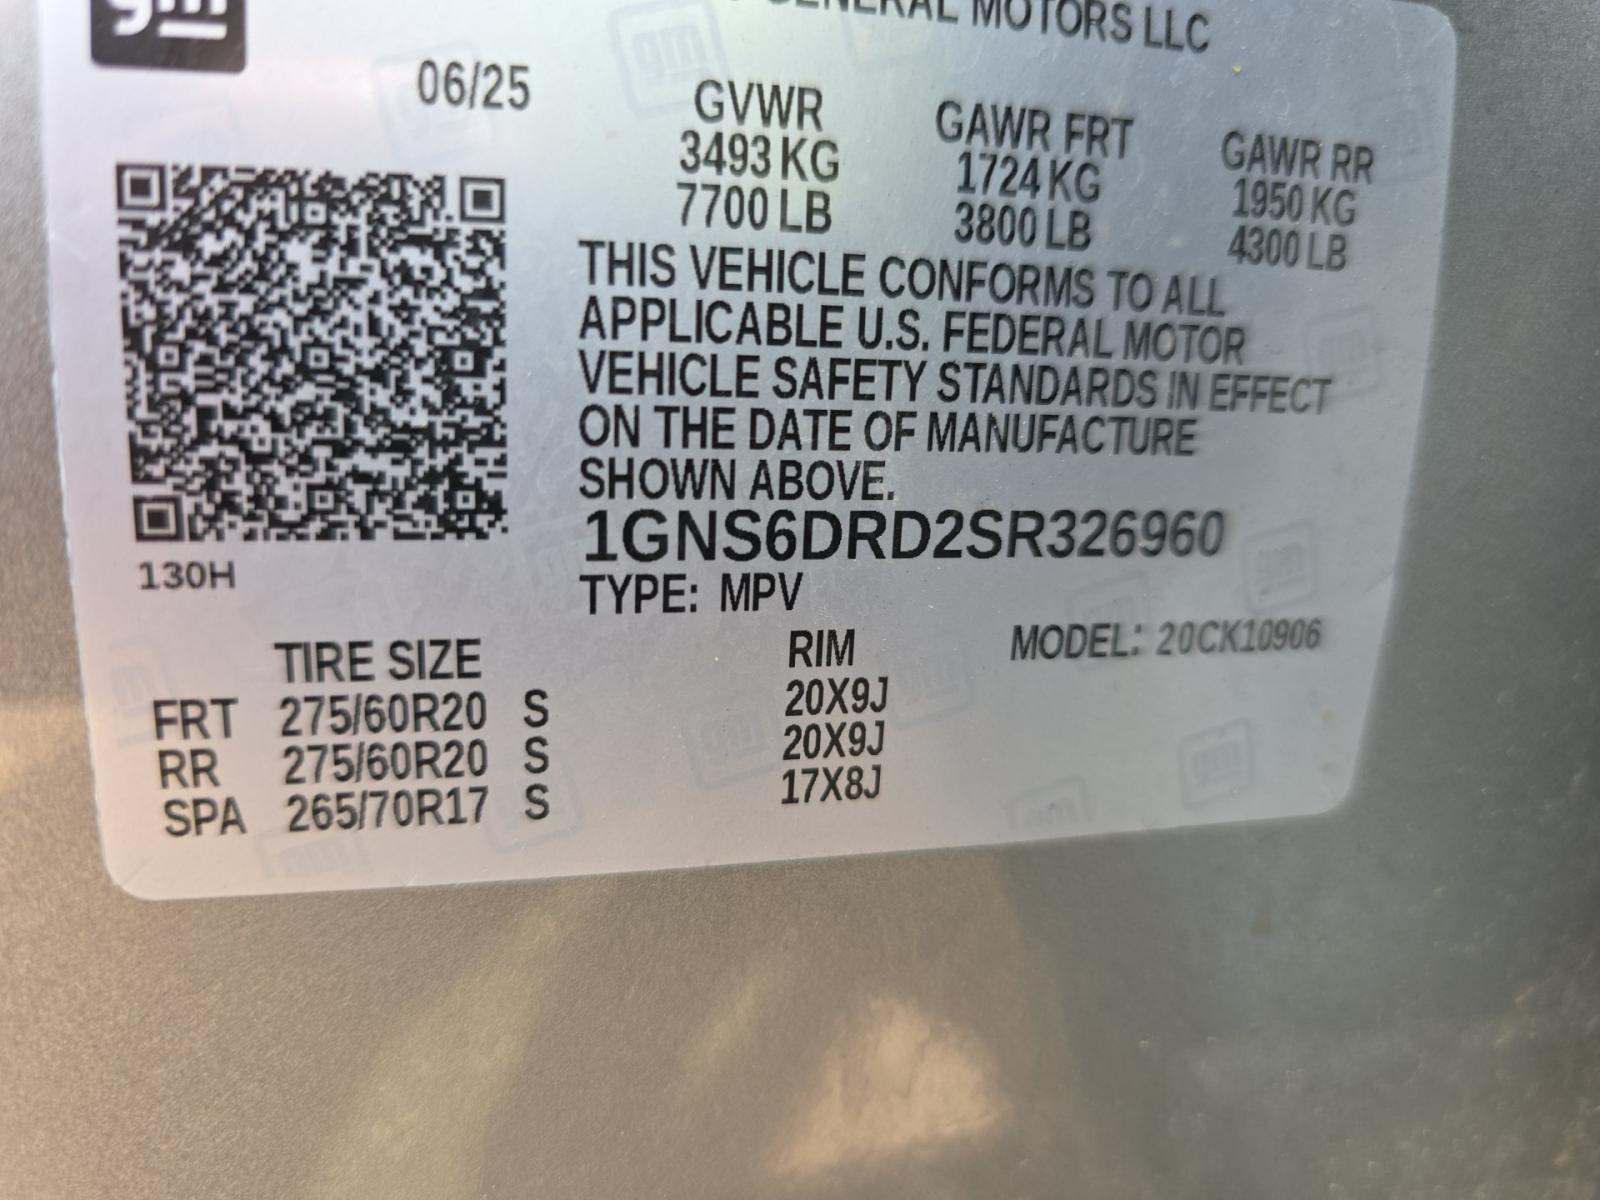 gm
GENERAL MOTORS LLC
06/25
GVWR GAWR FRT GAWR RR
3493 KG 1724 KG 1950 KG
7700 LB 3800 LB 4300 LB
THIS VEHICLE CONFORMS TO ALL
APPLICABLE U.S. FEDERAL MOTOR
VEHICLE SAFETY STANDARDS IN EFFECT
ON THE DATE OF MANUFACTURE
SHOWN ABOVE.
1GNS6DRD2SR326960
130H
TYPE: MPV
MODEL: 20CK10906
TIRE SIZE RIM
FRT 275/60R20 S 20X9J
RR 275/60R20 S 20X9J
SPA 265/70R17 S 17X8J